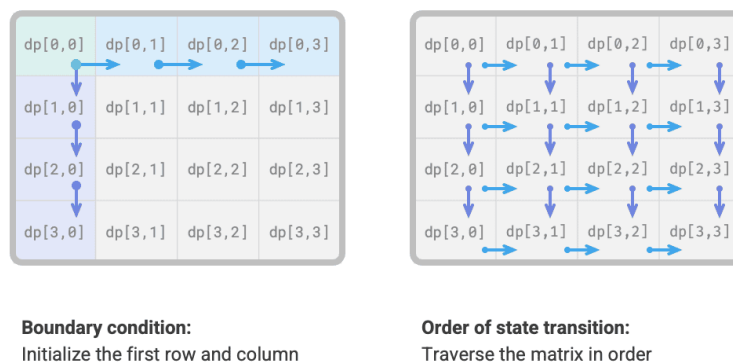 dp[0,0] dp[0,1] dp[0,2] dp[0,3]
dp[1,0] dp[1,1] dp[1,2] dp[1,3]
dp[2,0] dp[2,1] dp[2,2] dp[2,3]
dp[3,0] dp[3,1] dp[3,2] dp[3,3]
Boundary condition:
Initialize the first row and column
dp[0,0] dp[0,1] dp[0,2] dp[0,3]
dp[1,0] dp[1,1] dp[1,2] dp[1,3]
dp[2,0] dp[2,1] dp[2,2] dp[2,3]
dp[3,0] dp[3,1] dp[3,2] dp[3,3]
Order of state transition:
Traverse the matrix in order